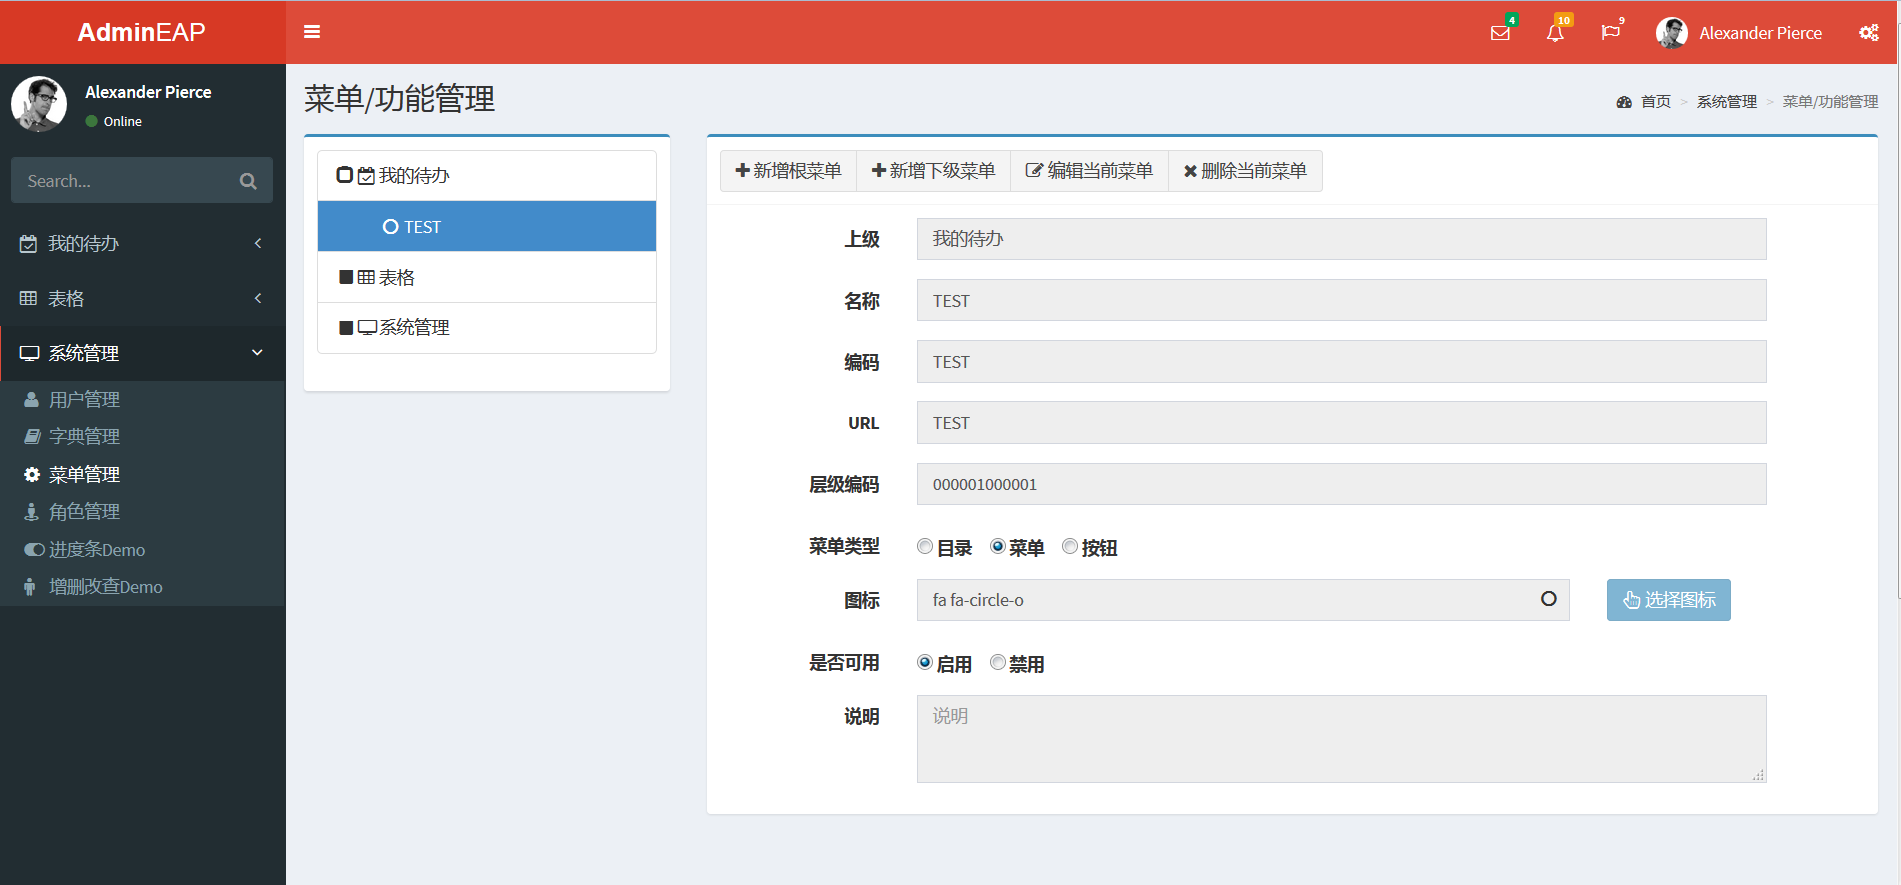 AdminEAP
4
10
9
Alexander Pierce
Alexander Pierce
Online
Search...
我的待办
表格
系统管理
用户管理
字典管理
菜单管理
角色管理
进度条Demo
增删改查Demo
菜单/功能管理
首页 > 系统管理 > 菜单/功能管理
我的待办
TEST
表格
系统管理
新增根菜单 新增下级菜单 编辑当前菜单 删除当前菜单
上级 我的待办
名称 TEST
编码 TEST
URL TEST
层级编码 000001000001
菜单类型 目录 菜单 按钮
图标 fa fa-circle-o 选择图标
是否可用 启用 禁用
说明 说明